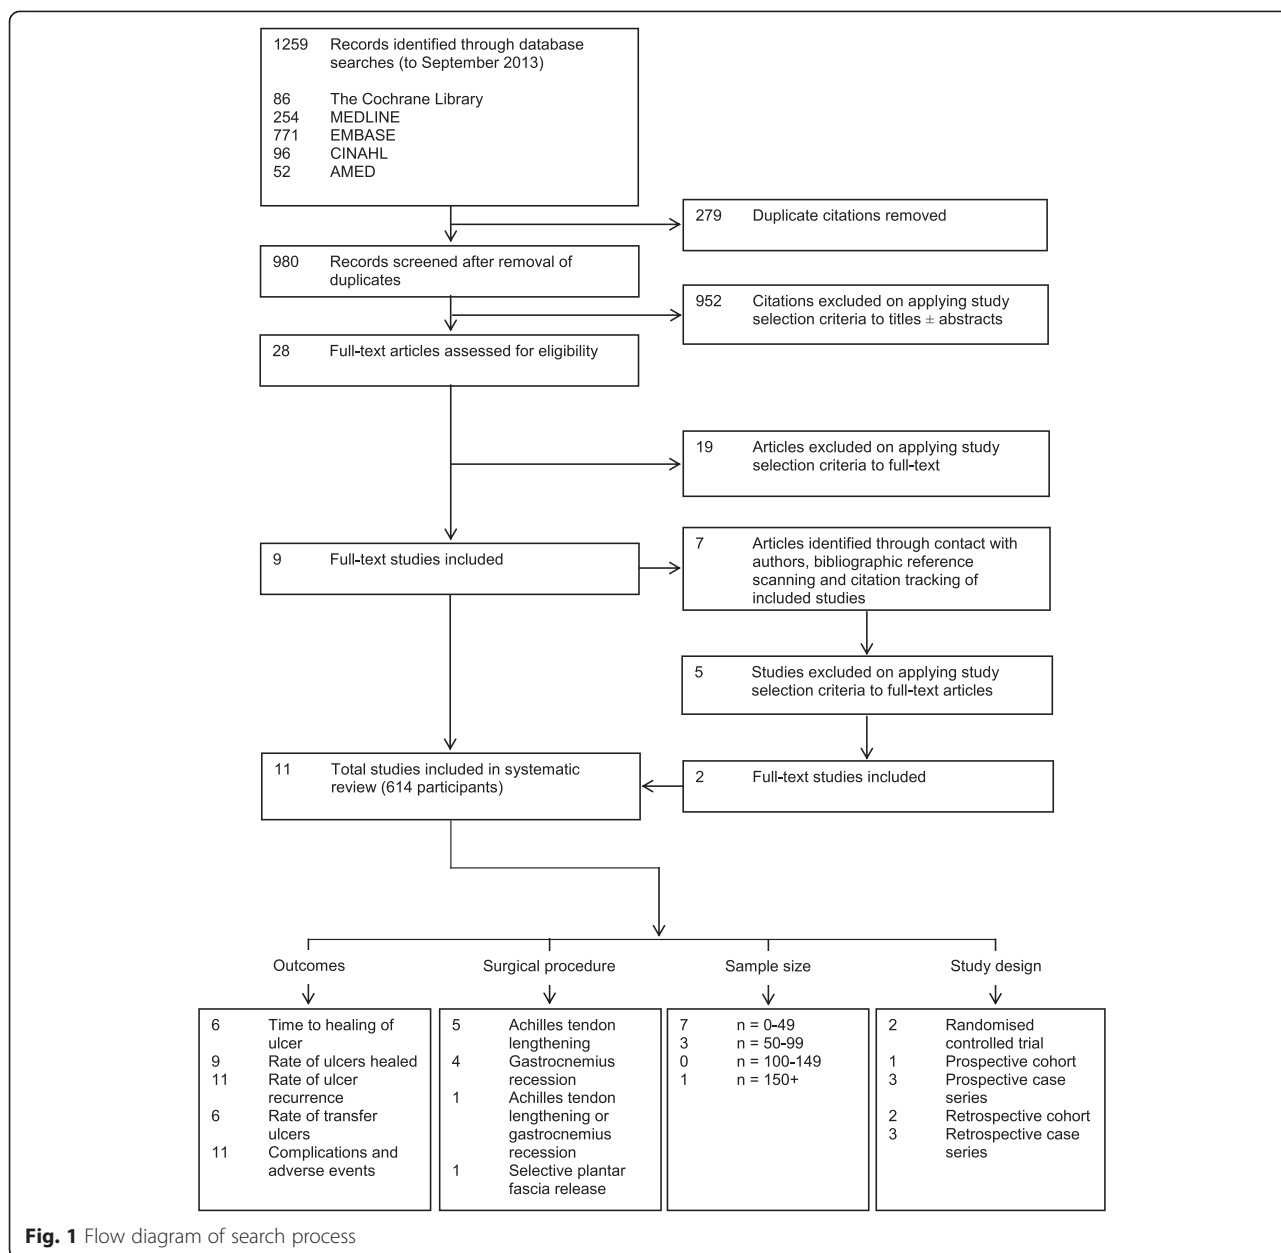 1259 Records identified through database
searches (to September 2013)
86 The Cochrane Library
254 MEDLINE
771 EMBASE
96 CINAHL
52 AMED
279 Duplicate citations removed
980 Records screened after removal of
duplicates
952 Citations excluded on applying study
selection criteria to titles ± abstracts
28 Full-text articles assessed for eligibility
19 Articles excluded on applying study
selection criteria to full-text
9 Full-text studies included
7 Articles identified through contact with
authors, bibliographic reference
scanning and citation tracking of
included studies
5 Studies excluded on applying study
selection criteria to full-text articles
11 Total studies included in systematic
review (614 participants)
2 Full-text studies included
Outcomes
6 Time to healing of
ulcer
9 Rate of ulcers healed
11 Rate of ulcer
recurrence
6 Rate of transfer
ulcers
11 Complications and
adverse events
Surgical procedure
5 Achilles tendon
lengthening
4 Gastrocnemius
recession
1 Achilles tendon
lengthening or
gastrocnemius
recession
1 Selective plantar
fascia release
Sample size
7 n = 0-49
3 n = 50-99
0 n = 100-149
1 n = 150+
Study design
2 Randomised
controlled trial
1 Prospective cohort
3 Prospective case
series
2 Retrospective cohort
3 Retrospective case
series
Fig. 1 Flow diagram of search process